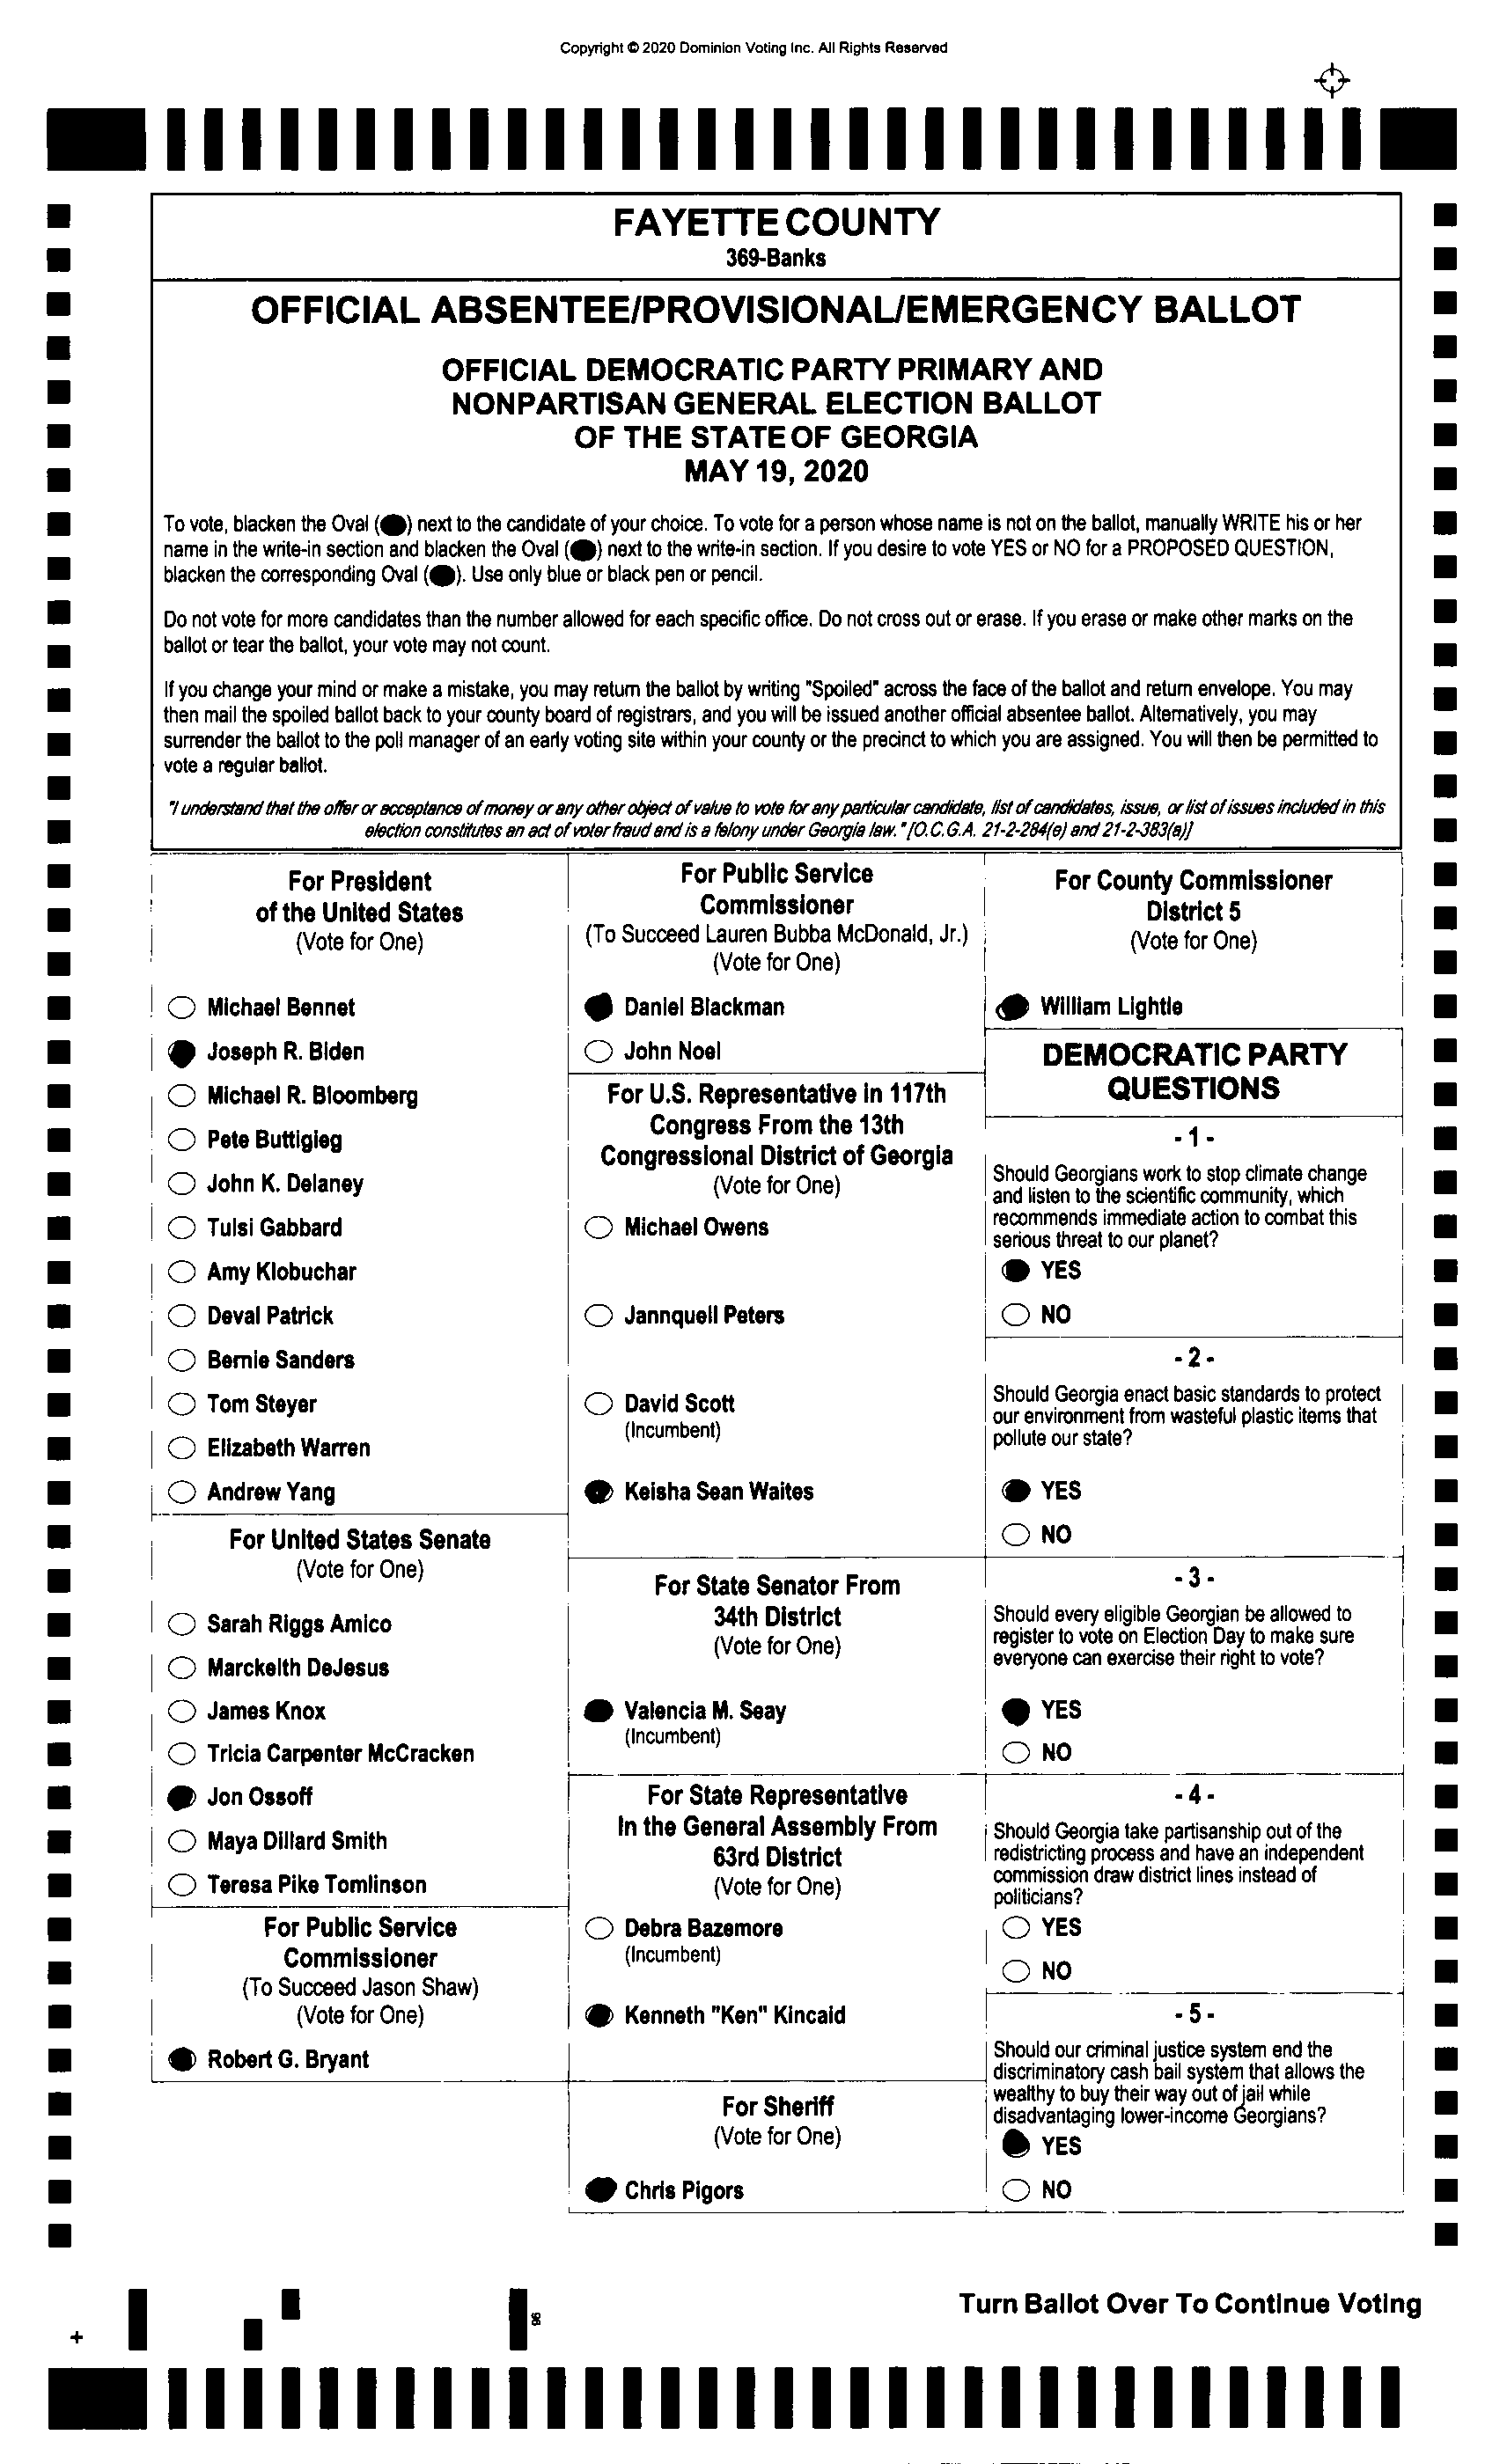 Copyright © 2020 Dominion Voting Inc. All Rights Reserved
FAYETTE COUNTY
369-Banks
OFFICIAL ABSENTEE/PROVISIONAL/EMERGENCY BALLOT
OFFICIAL DEMOCRATIC PARTY PRIMARY AND
NONPARTISAN GENERAL ELECTION BALLOT
OF THE STATE OF GEORGIA
MAY 19, 2020
To vote, blacken the Oval (⬬) next to the candidate of your choice. To vote for a person whose name is not on the ballot, manually WRITE his or her
name in the write-in section and blacken the Oval (⬬) next to the write-in section. If you desire to vote YES or NO for a PROPOSED QUESTION,
blacken the corresponding Oval (⬬). Use only blue or black pen or pencil.
Do not vote for more candidates than the number allowed for each specific office. Do not cross out or erase. If you erase or make other marks on the
ballot or tear the ballot, your vote may not count.
If you change your mind or make a mistake, you may return the ballot by writing "Spoiled" across the face of the ballot and return envelope. You may
then mail the spoiled ballot back to your county board of registrars, and you will be issued another official absentee ballot. Alternatively, you may
surrender the ballot to the poll manager of an early voting site within your county or the precinct to which you are assigned. You will then be permitted to
vote a regular ballot.
"I understand that the offer or acceptance of money or any other object of value to vote for any particular candidate, list of candidates, issue, or list of issues included in this
election constitutes an act of voter fraud and is a felony under Georgia law." [O.C.G.A. 21-2-284(e) and 21-2-383(a)]
For President
of the United States
(Vote for One)
Michael Bennet
Joseph R. Biden
Michael R. Bloomberg
Pete Buttigieg
John K. Delaney
Tulsi Gabbard
Amy Klobuchar
Deval Patrick
Bernie Sanders
Tom Steyer
Elizabeth Warren
Andrew Yang
For United States Senate
(Vote for One)
Sarah Riggs Amico
Marckeith DeJesus
James Knox
Tricia Carpenter McCracken
Jon Ossoff
Maya Dillard Smith
Teresa Pike Tomlinson
For Public Service
Commissioner
(To Succeed Jason Shaw)
(Vote for One)
Robert G. Bryant
For Public Service
Commissioner
(To Succeed Lauren Bubba McDonald, Jr.)
(Vote for One)
Daniel Blackman
John Noel
For U.S. Representative in 117th
Congress From the 13th
Congressional District of Georgia
(Vote for One)
Michael Owens
Jannquell Peters
David Scott
(Incumbent)
Keisha Sean Waites
For State Senator From
34th District
(Vote for One)
Valencia M. Seay
(Incumbent)
For State Representative
In the General Assembly From
63rd District
(Vote for One)
Debra Bazemore
(Incumbent)
Kenneth "Ken" Kincaid
For Sheriff
(Vote for One)
Chris Pigors
For County Commissioner
District 5
(Vote for One)
William Lightle
DEMOCRATIC PARTY
QUESTIONS
- 1 -
Should Georgians work to stop climate change
and listen to the scientific community, which
recommends immediate action to combat this
serious threat to our planet?
YES
NO
- 2 -
Should Georgia enact basic standards to protect
our environment from wasteful plastic items that
pollute our state?
YES
NO
- 3 -
Should every eligible Georgian be allowed to
register to vote on Election Day to make sure
everyone can exercise their right to vote?
YES
NO
- 4 -
Should Georgia take partisanship out of the
redistricting process and have an independent
commission draw district lines instead of
politicians?
YES
NO
- 5 -
Should our criminal justice system end the
discriminatory cash bail system that allows the
wealthy to buy their way out of jail while
disadvantaging lower-income Georgians?
YES
NO
Turn Ballot Over To Continue Voting